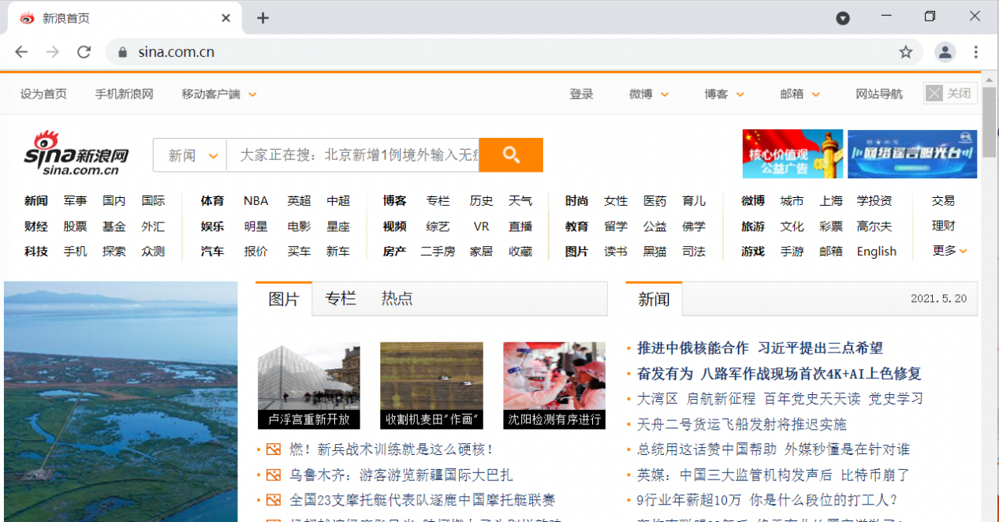 新浪首页
sina.com.cn
设为首页 手机新浪网 移动客户端 登录 微博 博客 邮箱 网站导航 关闭
sina新浪网
sina.com.cn
新闻 大家正在搜：北京新增1例境外输入无
核心价值观
公益广告
网络谣言曝光台
新闻 军事 国内 国际 体育 NBA 英超 中超 博客 专栏 历史 天气 时尚 女性 医药 育儿 微博 城市 上海 学投资 交易
财经 股票 基金 外汇 娱乐 明星 电影 星座 视频 综艺 VR 直播 教育 留学 公益 佛学 旅游 文化 彩票 高尔夫 理财
科技 手机 探索 众测 汽车 报价 买车 新车 房产 二手房 家居 收藏 图片 读书 黑猫 司法 游戏 手游 邮箱 English 更多
图片 专栏 热点
卢浮宫重新开放 收割机麦田"作画" 沈阳检测有序进行
燃！新兵战术训练就是这么硬核！
乌鲁木齐：游客游览新疆国际大巴扎
全国23支摩托艇代表队逐鹿中国摩托艇联赛
新闻 2021.5.20
推进中俄核能合作 习近平提出三点希望
奋发有为 八路军作战现场首次4K+AI上色修复
大湾区 启航新征程 百年党史天天读 党史学习
天舟二号货运飞船发射将推迟实施
总统用这话赞中国帮助 外媒秒懂是在针对谁
英媒：中国三大监管机构发声后 比特币崩了
9行业年薪超10万 你是什么段位的打工人？